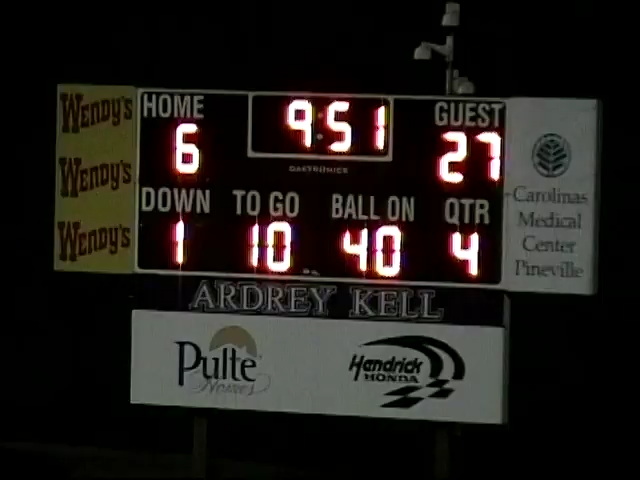 WENDY'S
HOME 9:51 GUEST
6 27
DAKTRONICS
WENDY'S
DOWN TO GO BALL ON QTR
1 10 40 4
WENDY'S
Carolinas
Medical
Center
Pineville
ARDREY KELL
Pulte
Homes
Hendrick
HONDA